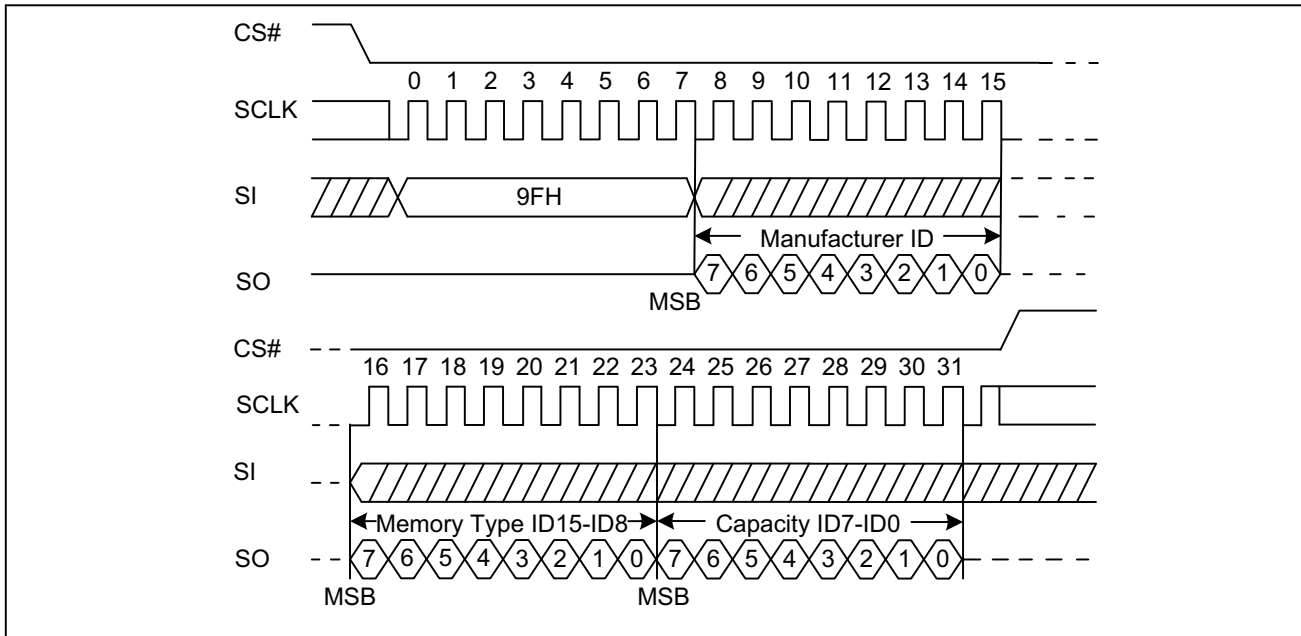 CS#
0 1 2 3 4 5 6 7 8 9 10 11 12 13 14 15
SCLK
SI
9FH
Manufacturer ID
SO
7 6 5 4 3 2 1 0
MSB
CS#
16 17 18 19 20 21 22 23 24 25 26 27 28 29 30 31
SCLK
SI
Memory Type ID15-ID8 Capacity ID7-ID0
SO
7 6 5 4 3 2 1 0 7 6 5 4 3 2 1 0
MSB MSB